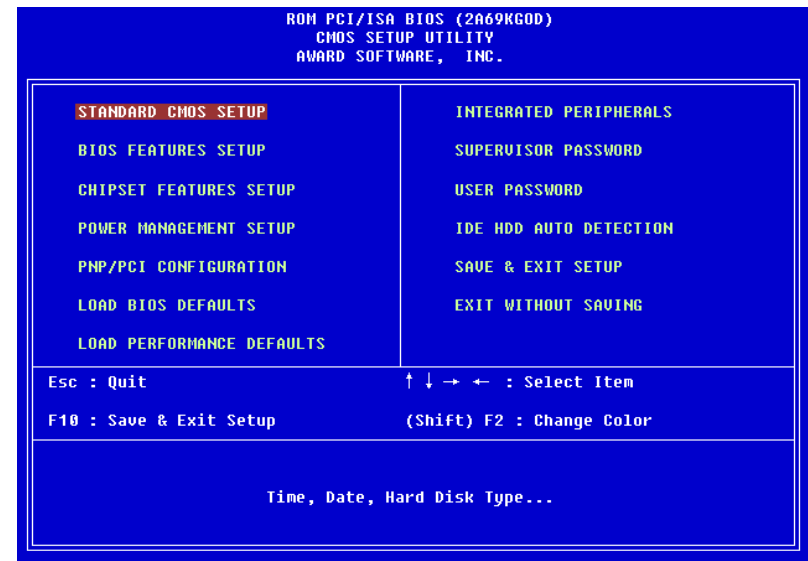 ROM PCI/ISA BIOS (2A69KGOD)
CMOS SETUP UTILITY
AWARD SOFTWARE, INC.
STANDARD CMOS SETUP
BIOS FEATURES SETUP
CHIPSET FEATURES SETUP
POWER MANAGEMENT SETUP
PNP/PCI CONFIGURATION
LOAD BIOS DEFAULTS
LOAD PERFORMANCE DEFAULTS
INTEGRATED PERIPHERALS
SUPERVISOR PASSWORD
USER PASSWORD
IDE HDD AUTO DETECTION
SAVE & EXIT SETUP
EXIT WITHOUT SAVING
Esc : Quit
F10 : Save & Exit Setup
↑ ↓ → ← : Select Item
(Shift) F2 : Change Color
Time, Date, Hard Disk Type...